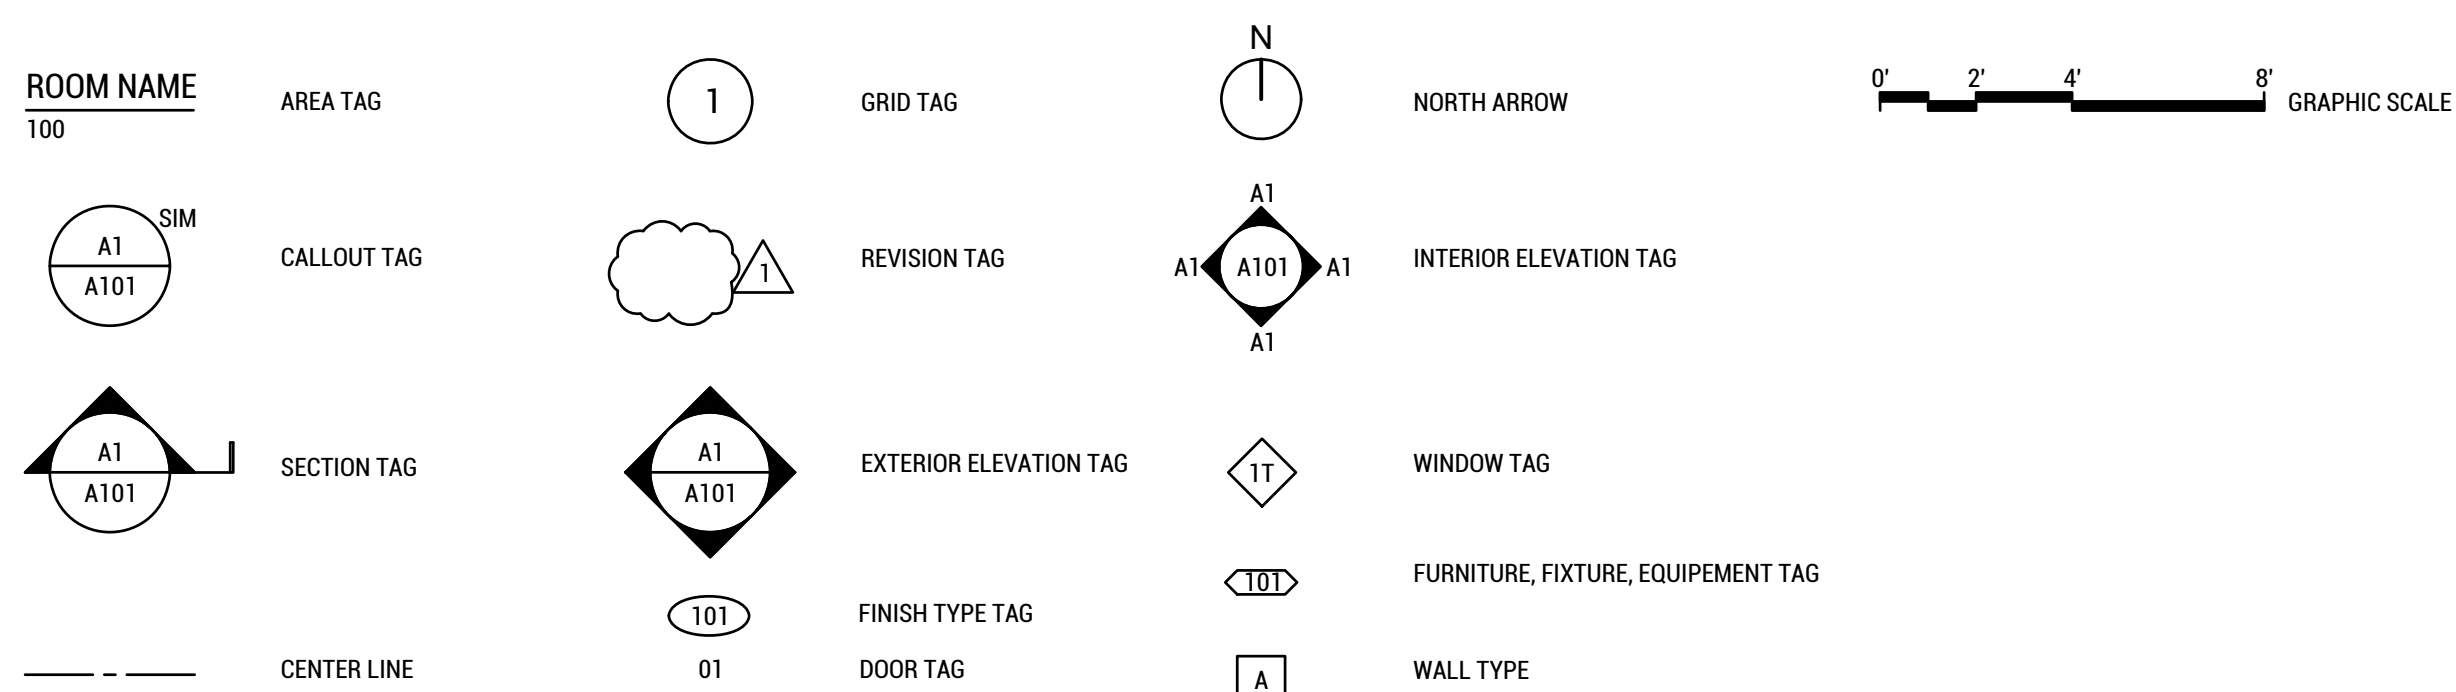 N
ROOM NAME
100
AREA TAG
1
GRID TAG
NORTH ARROW
0' 2' 4' 8'
GRAPHIC SCALE
A1
A101
SIM
CALLOUT TAG
1
REVISION TAG
A1
A1 A101 A1
A1
INTERIOR ELEVATION TAG
A1
A101
SECTION TAG
A1
A101
EXTERIOR ELEVATION TAG
1T
WINDOW TAG
101
FURNITURE, FIXTURE, EQUIPEMENT TAG
101
FINISH TYPE TAG
CENTER LINE
01
DOOR TAG
A
WALL TYPE